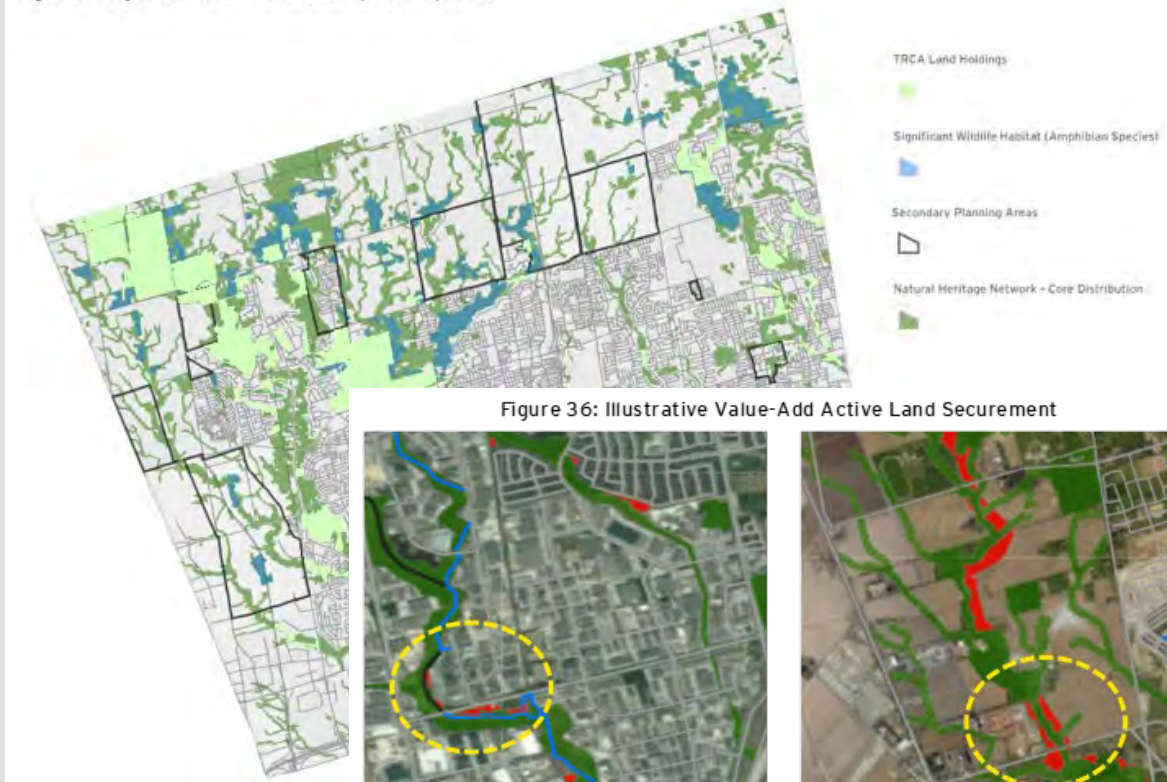 TRCA Land Holdings
Significant Wildlife Habitat (Amphibian Species)
Secondary Planning Areas
Natural Heritage Network - Core Distribution
Figure 36: Illustrative Value-Add Active Land Securement